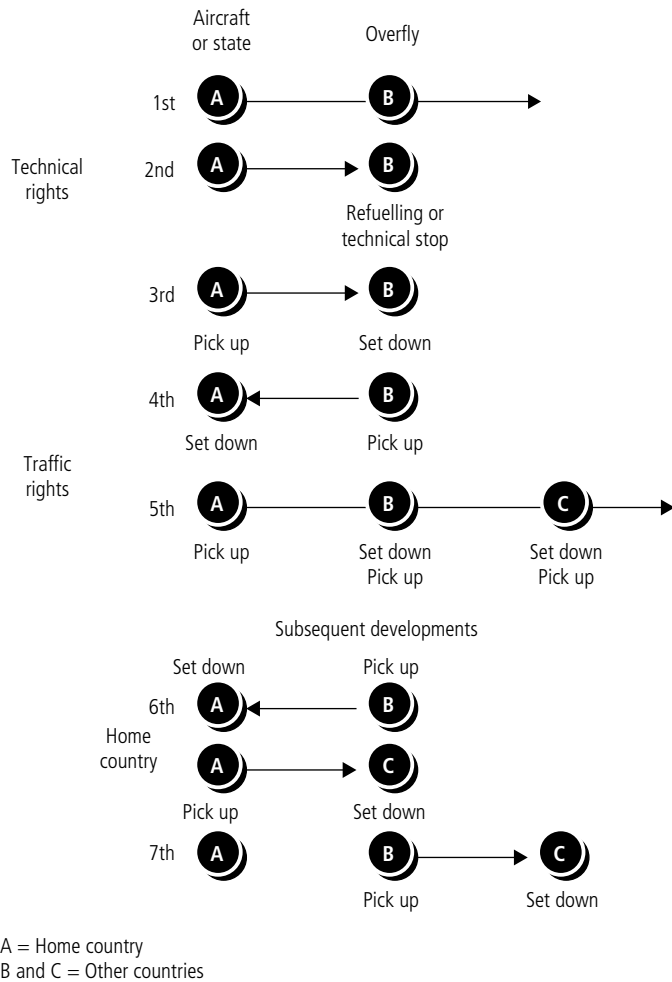 Aircraft
or state
Overfly
1st A B
Technical
rights
2nd A B
Refuelling or
technical stop
3rd A B
Pick up Set down
4th A B
Set down Pick up
Traffic
rights
5th A B C
Pick up Set down Set down
Pick up Pick up
Subsequent developments
Set down Pick up
6th A B
Home
country
A C
Pick up Set down
7th A B C
Pick up Set down
A = Home country
B and C = Other countries